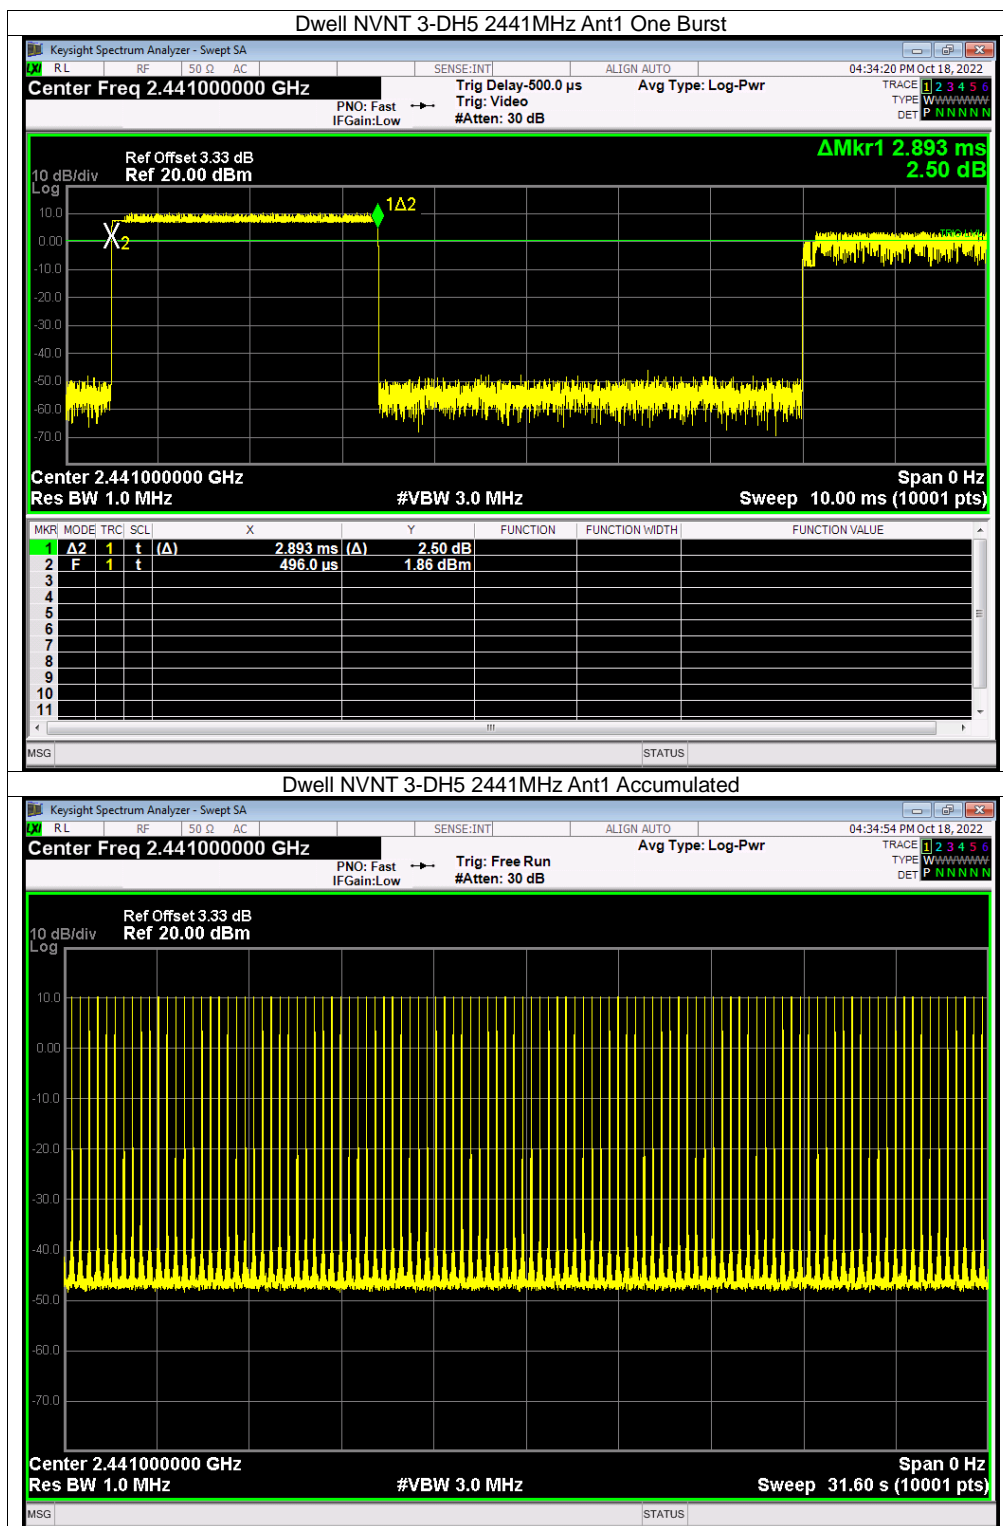 Dwell NVNT 3-DH5 2441MHz Ant1 One Burst
Keysight Spectrum Analyzer - Swept SA
LXI RL RF 50 Ω AC SENSE:INT ALIGN AUTO 04:34:20 PM Oct 18, 2022
Center Freq 2.441000000 GHz
PNO: Fast
IFGain:Low
Trig Delay-500.0 µs
Trig: Video
#Atten: 30 dB
Avg Type: Log-Pwr
TRACE 1 2 3 4 5 6
TYPE WWWWWW
DET P N N N N N
ΔMkr1 2.893 ms
2.50 dB
Ref Offset 3.33 dB
10 dB/div Ref 20.00 dBm
Log
1Δ2
10.0
2
0.00
-10.0
-20.0
-30.0
-40.0
-50.0
-60.0
-70.0
Center 2.441000000 GHz Span 0 Hz
Res BW 1.0 MHz #VBW 3.0 MHz Sweep 10.00 ms (10001 pts)
MKR MODE TRC SCL X Y FUNCTION FUNCTION WIDTH FUNCTION VALUE
1 Δ2 1 t (Δ) 2.893 ms (Δ) 2.50 dB
2 F 1 t 496.0 µs 1.86 dBm
3
4
5
6
7
8
9
10
11
MSG STATUS
Dwell NVNT 3-DH5 2441MHz Ant1 Accumulated
Keysight Spectrum Analyzer - Swept SA
LXI RL RF 50 Ω AC SENSE:INT ALIGN AUTO 04:34:54 PM Oct 18, 2022
Center Freq 2.441000000 GHz
PNO: Fast
IFGain:Low
Trig: Free Run
#Atten: 30 dB
Avg Type: Log-Pwr
TRACE 1 2 3 4 5 6
TYPE WWWWWW
DET P N N N N N
Ref Offset 3.33 dB
10 dB/div Ref 20.00 dBm
Log
10.0
0.00
-10.0
-20.0
-30.0
-40.0
-50.0
-60.0
-70.0
Center 2.441000000 GHz Span 0 Hz
Res BW 1.0 MHz #VBW 3.0 MHz Sweep 31.60 s (10001 pts)
MSG STATUS